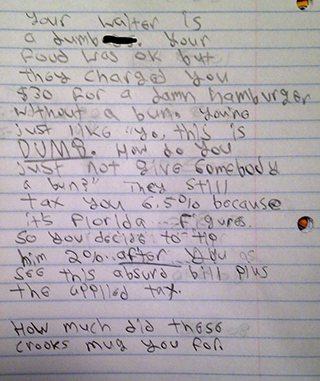 Your waiter is
a dumb. Your
food was ok but
they charged you
$30 for a damn hamburger
without a bun. You're
just like "yo, this is
DUMB. How do you
just not give somebody
a bun?" They still
tax you 6.5% because
it's Florida. Figures.
So you decide to tip
him 20% after you
see this absurd bill plus
the applied tax.
How much did these
crooks mug you for.